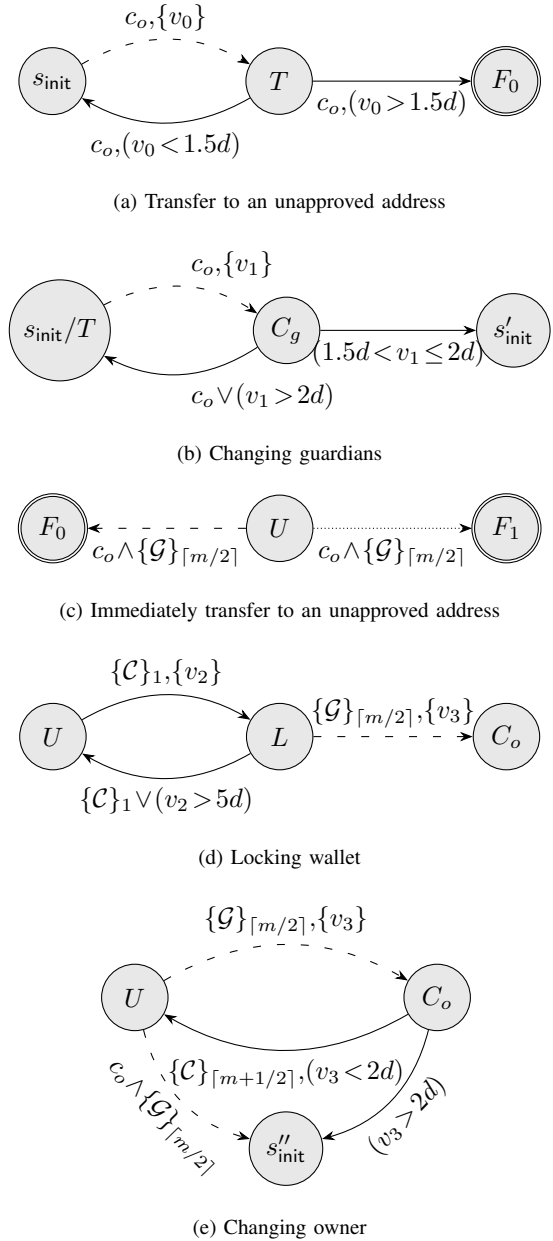 c_o,{v_0}
s_init T F_0
c_o,(v_0>1.5d)
c_o,(v_0<1.5d)
(a) Transfer to an unapproved address
c_o,{v_1}
s_init/T C_g s′_init
(1.5d<v_1≤2d)
c_o∨(v_1>2d)
(b) Changing guardians
F_0 U F_1
c_o∧{𝒢}_⌈m/2⌉ c_o∧{𝒢}_⌈m/2⌉
(c) Immediately transfer to an unapproved address
{𝒞}_1,{v_2}
{𝒢}_⌈m/2⌉,{v_3}
U L C_o
{𝒞}_1∨(v_2>5d)
(d) Locking wallet
{𝒢}_⌈m/2⌉,{v_3}
U C_o
{𝒞}_⌈m+1/2⌉,(v_3<2d)
c_o∧{𝒢}_⌈m/2⌉
(v_3>2d)
s″_init
(e) Changing owner